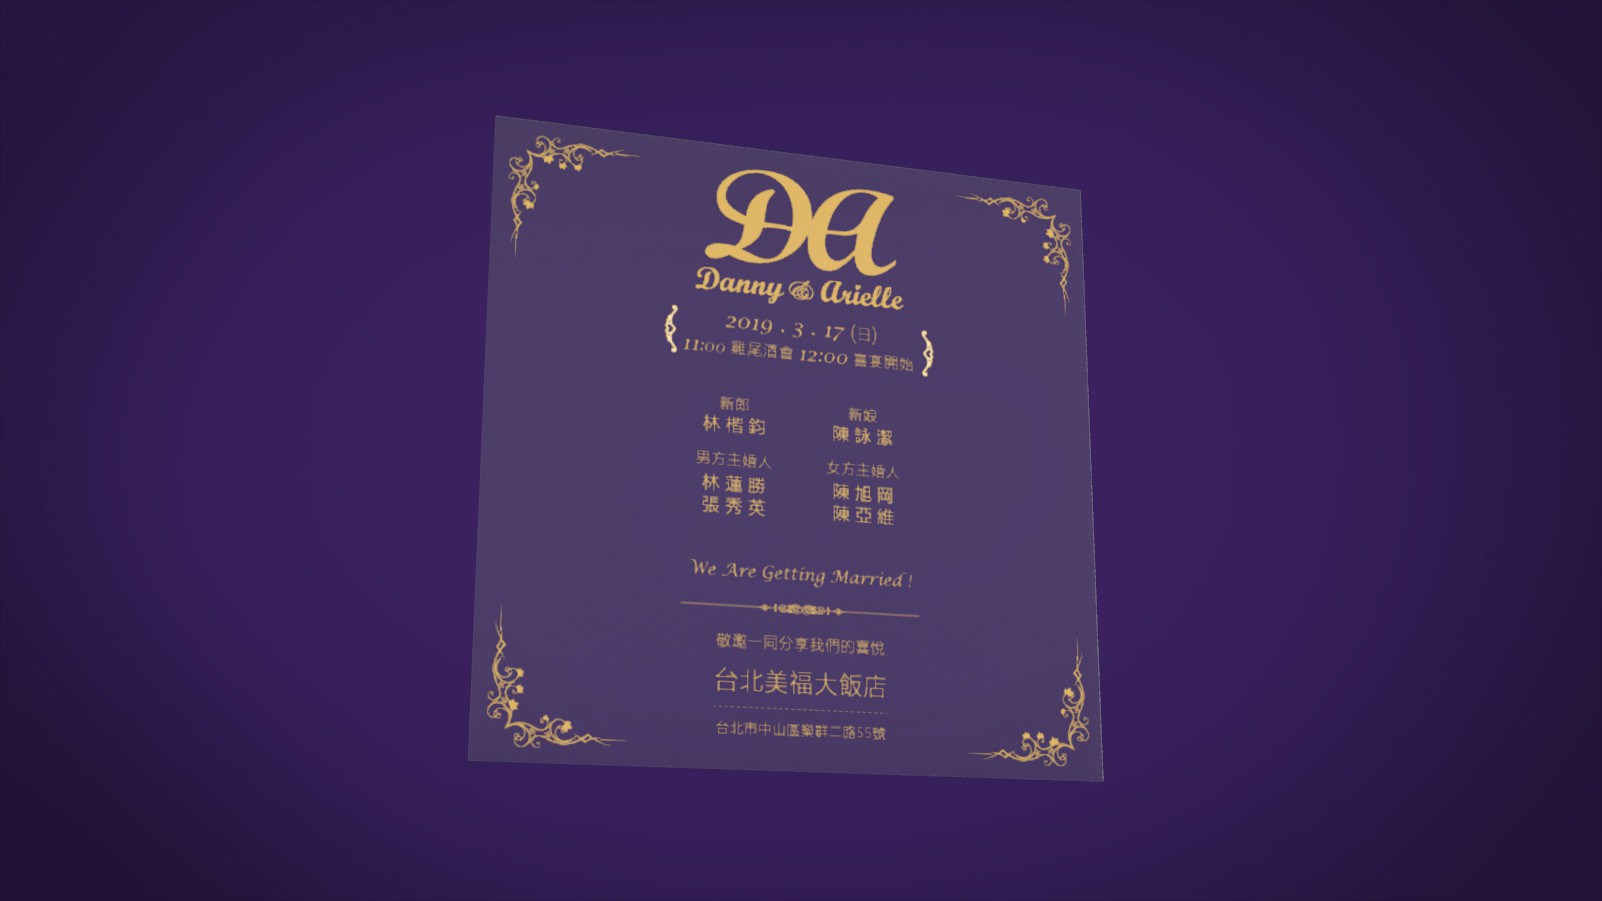 DA
Danny & Arielle
2019 . 3 . 17 (日)
11:00 雞尾酒會 12:00 喜宴開始
新郎 新娘
林楷鈞 陳詠潔
男方主婚人 女方主婚人
林蓮勝 陳旭岡
張秀英 陳亞維
We Are Getting Married !
敬邀一同分享我們的喜悅
台北美福大飯店
台北市中山區樂群二路55號